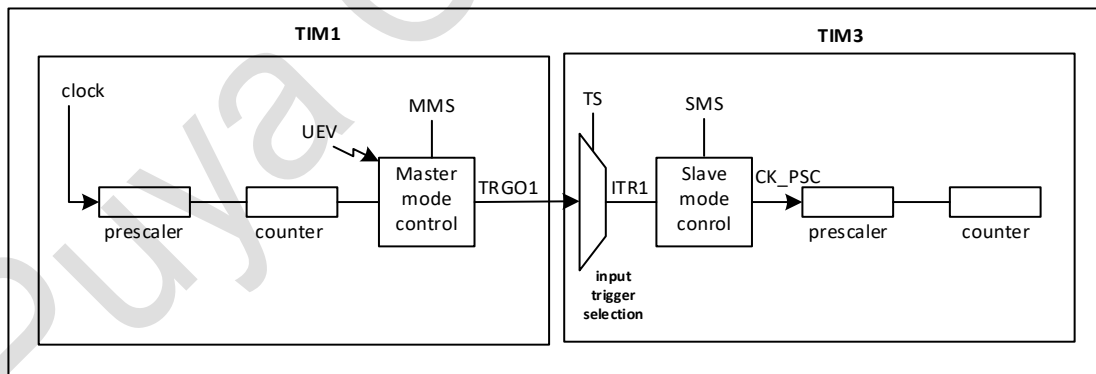 TIM1
TIM3
clock
UEV
MMS
Master
mode
control
TRGO1
prescaler
counter
TS
ITR1
input
trigger
selection
SMS
Slave
mode
conrol
CK_PSC
prescaler
counter
Puya